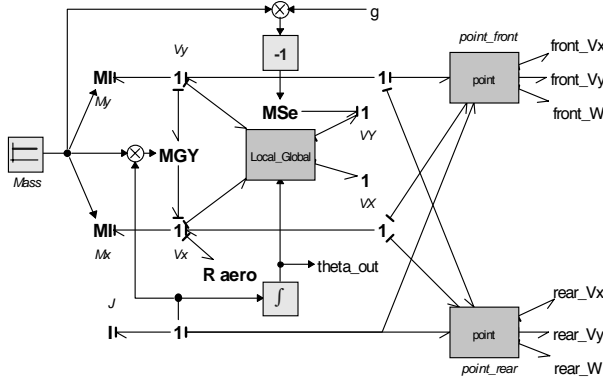 g
point_front
front_Vx
Vy
-1
MI
1
1
point
front_Vy
My
MSe
1
front_W
VY
Mass
MGY
Local_Global
1
VX
MI
1
1
Mx
Vx
R aero
theta_out
J
∫
rear_Vx
I
1
point
rear_Vy
point_rear
rear_W